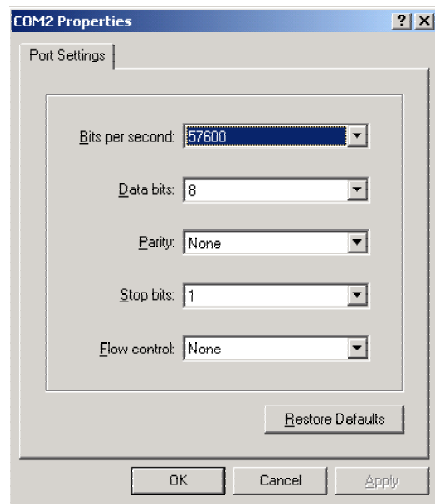 COM2 Properties
Port Settings
Bits per second: 57600
Data bits: 8
Parity: None
Stop bits: 1
Flow control: None
Restore Defaults
OK Cancel Apply